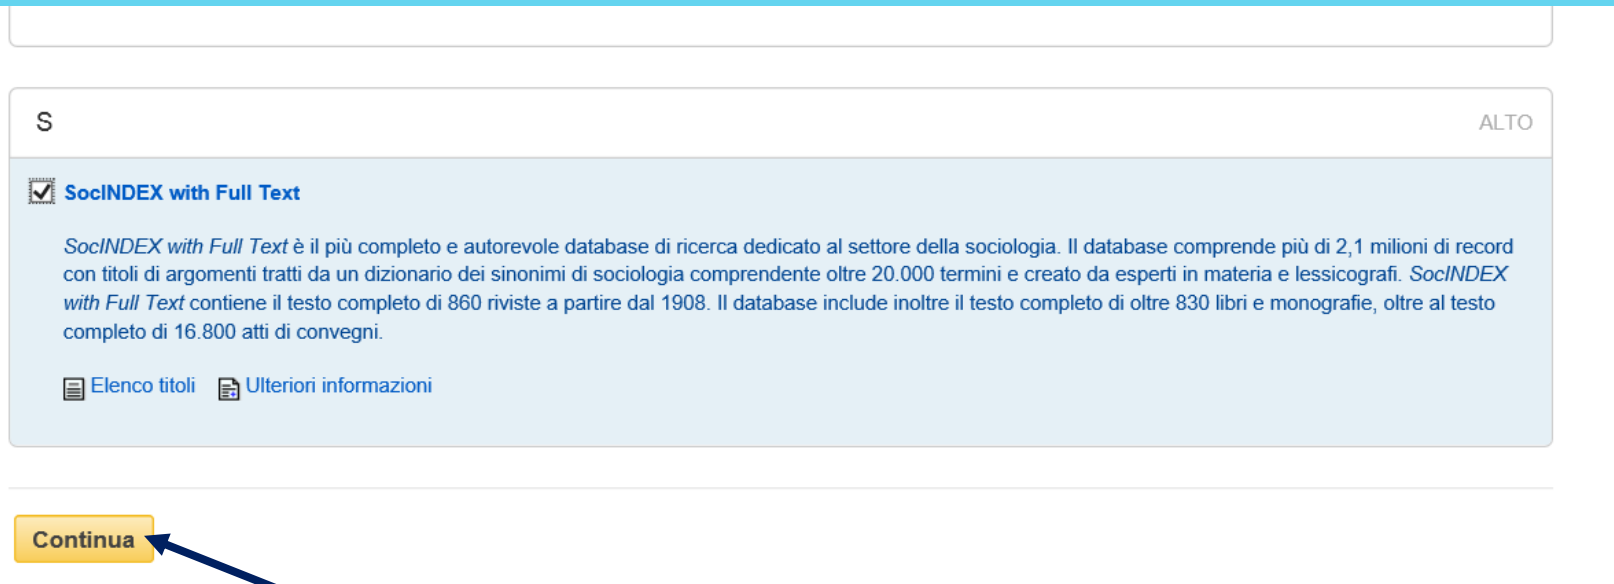 S
ALTO
SocINDEX with Full Text
SocINDEX with Full Text è il più completo e autorevole database di ricerca dedicato al settore della sociologia. Il database comprende più di 2,1 milioni di record
con titoli di argomenti tratti da un dizionario dei sinonimi di sociologia comprendente oltre 20.000 termini e creato da esperti in materia e lessicografi. SocINDEX
with Full Text contiene il testo completo di 860 riviste a partire dal 1908. Il database include inoltre il testo completo di oltre 830 libri e monografie, oltre al testo
completo di 16.800 atti di convegni.
Elenco titoli Ulteriori informazioni
Continua